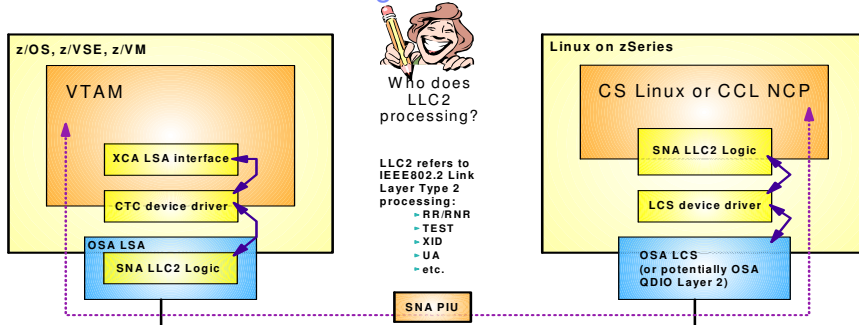 z/OS, z/VSE, z/VM
VTAM
XCA LSA interface
CTC device driver
OSA LSA
SNA LLC2 Logic
Who does
LLC2
processing?
LLC2 refers to
IEEE802.2 Link
Layer Type 2
processing:
RR/RNR
TEST
XID
UA
etc.
SNA PIU
Linux on zSeries
CS Linux or CCL NCP
SNA LLC2 Logic
LCS device driver
OSA LCS
(or potentially OSA
QDIO Layer 2)